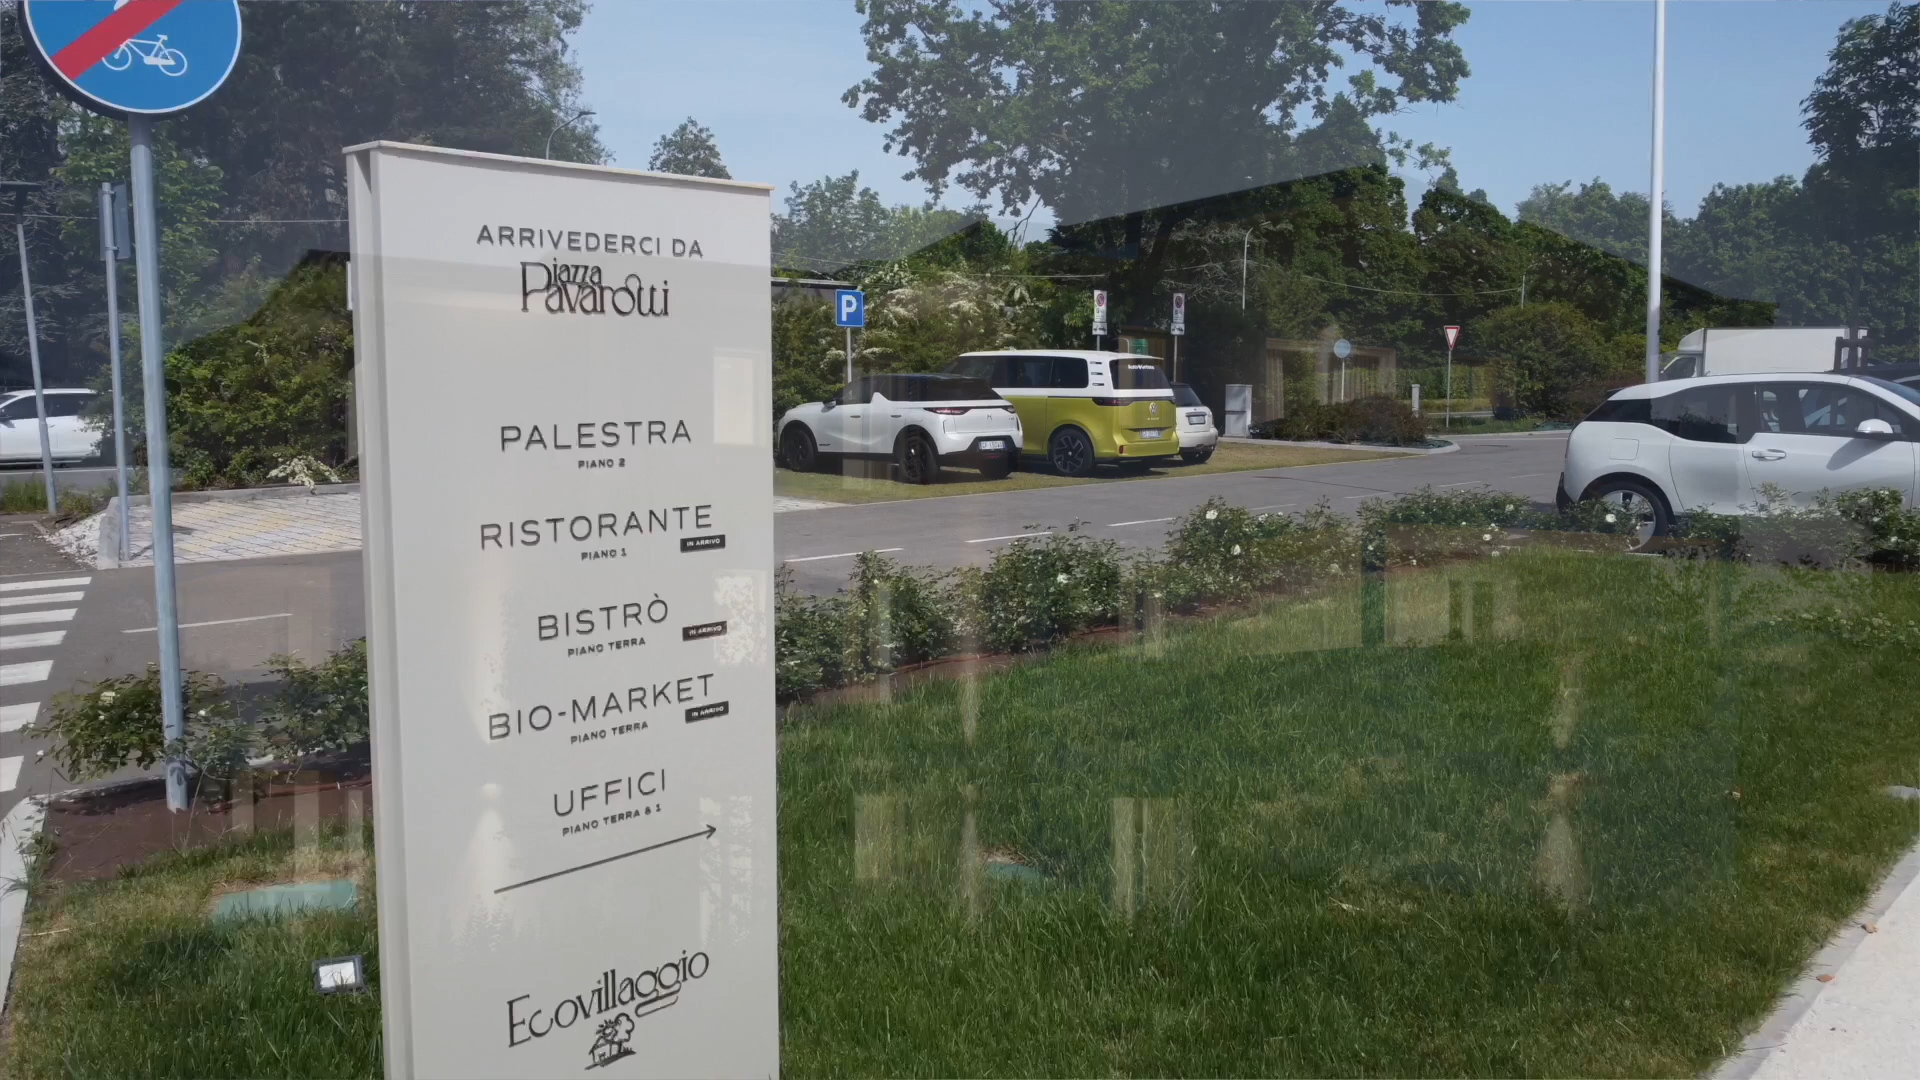 ARRIVEDERCI DA
Piazza
Pavarotti
PALESTRA
PIANO 2
RISTORANTE
PIANO 1
IN ARRIVO
BISTRÒ
PIANO TERRA
IN ARRIVO
BIO-MARKET
PIANO TERRA
IN ARRIVO
UFFICI
PIANO TERRA & 1
Ecovillaggio
P